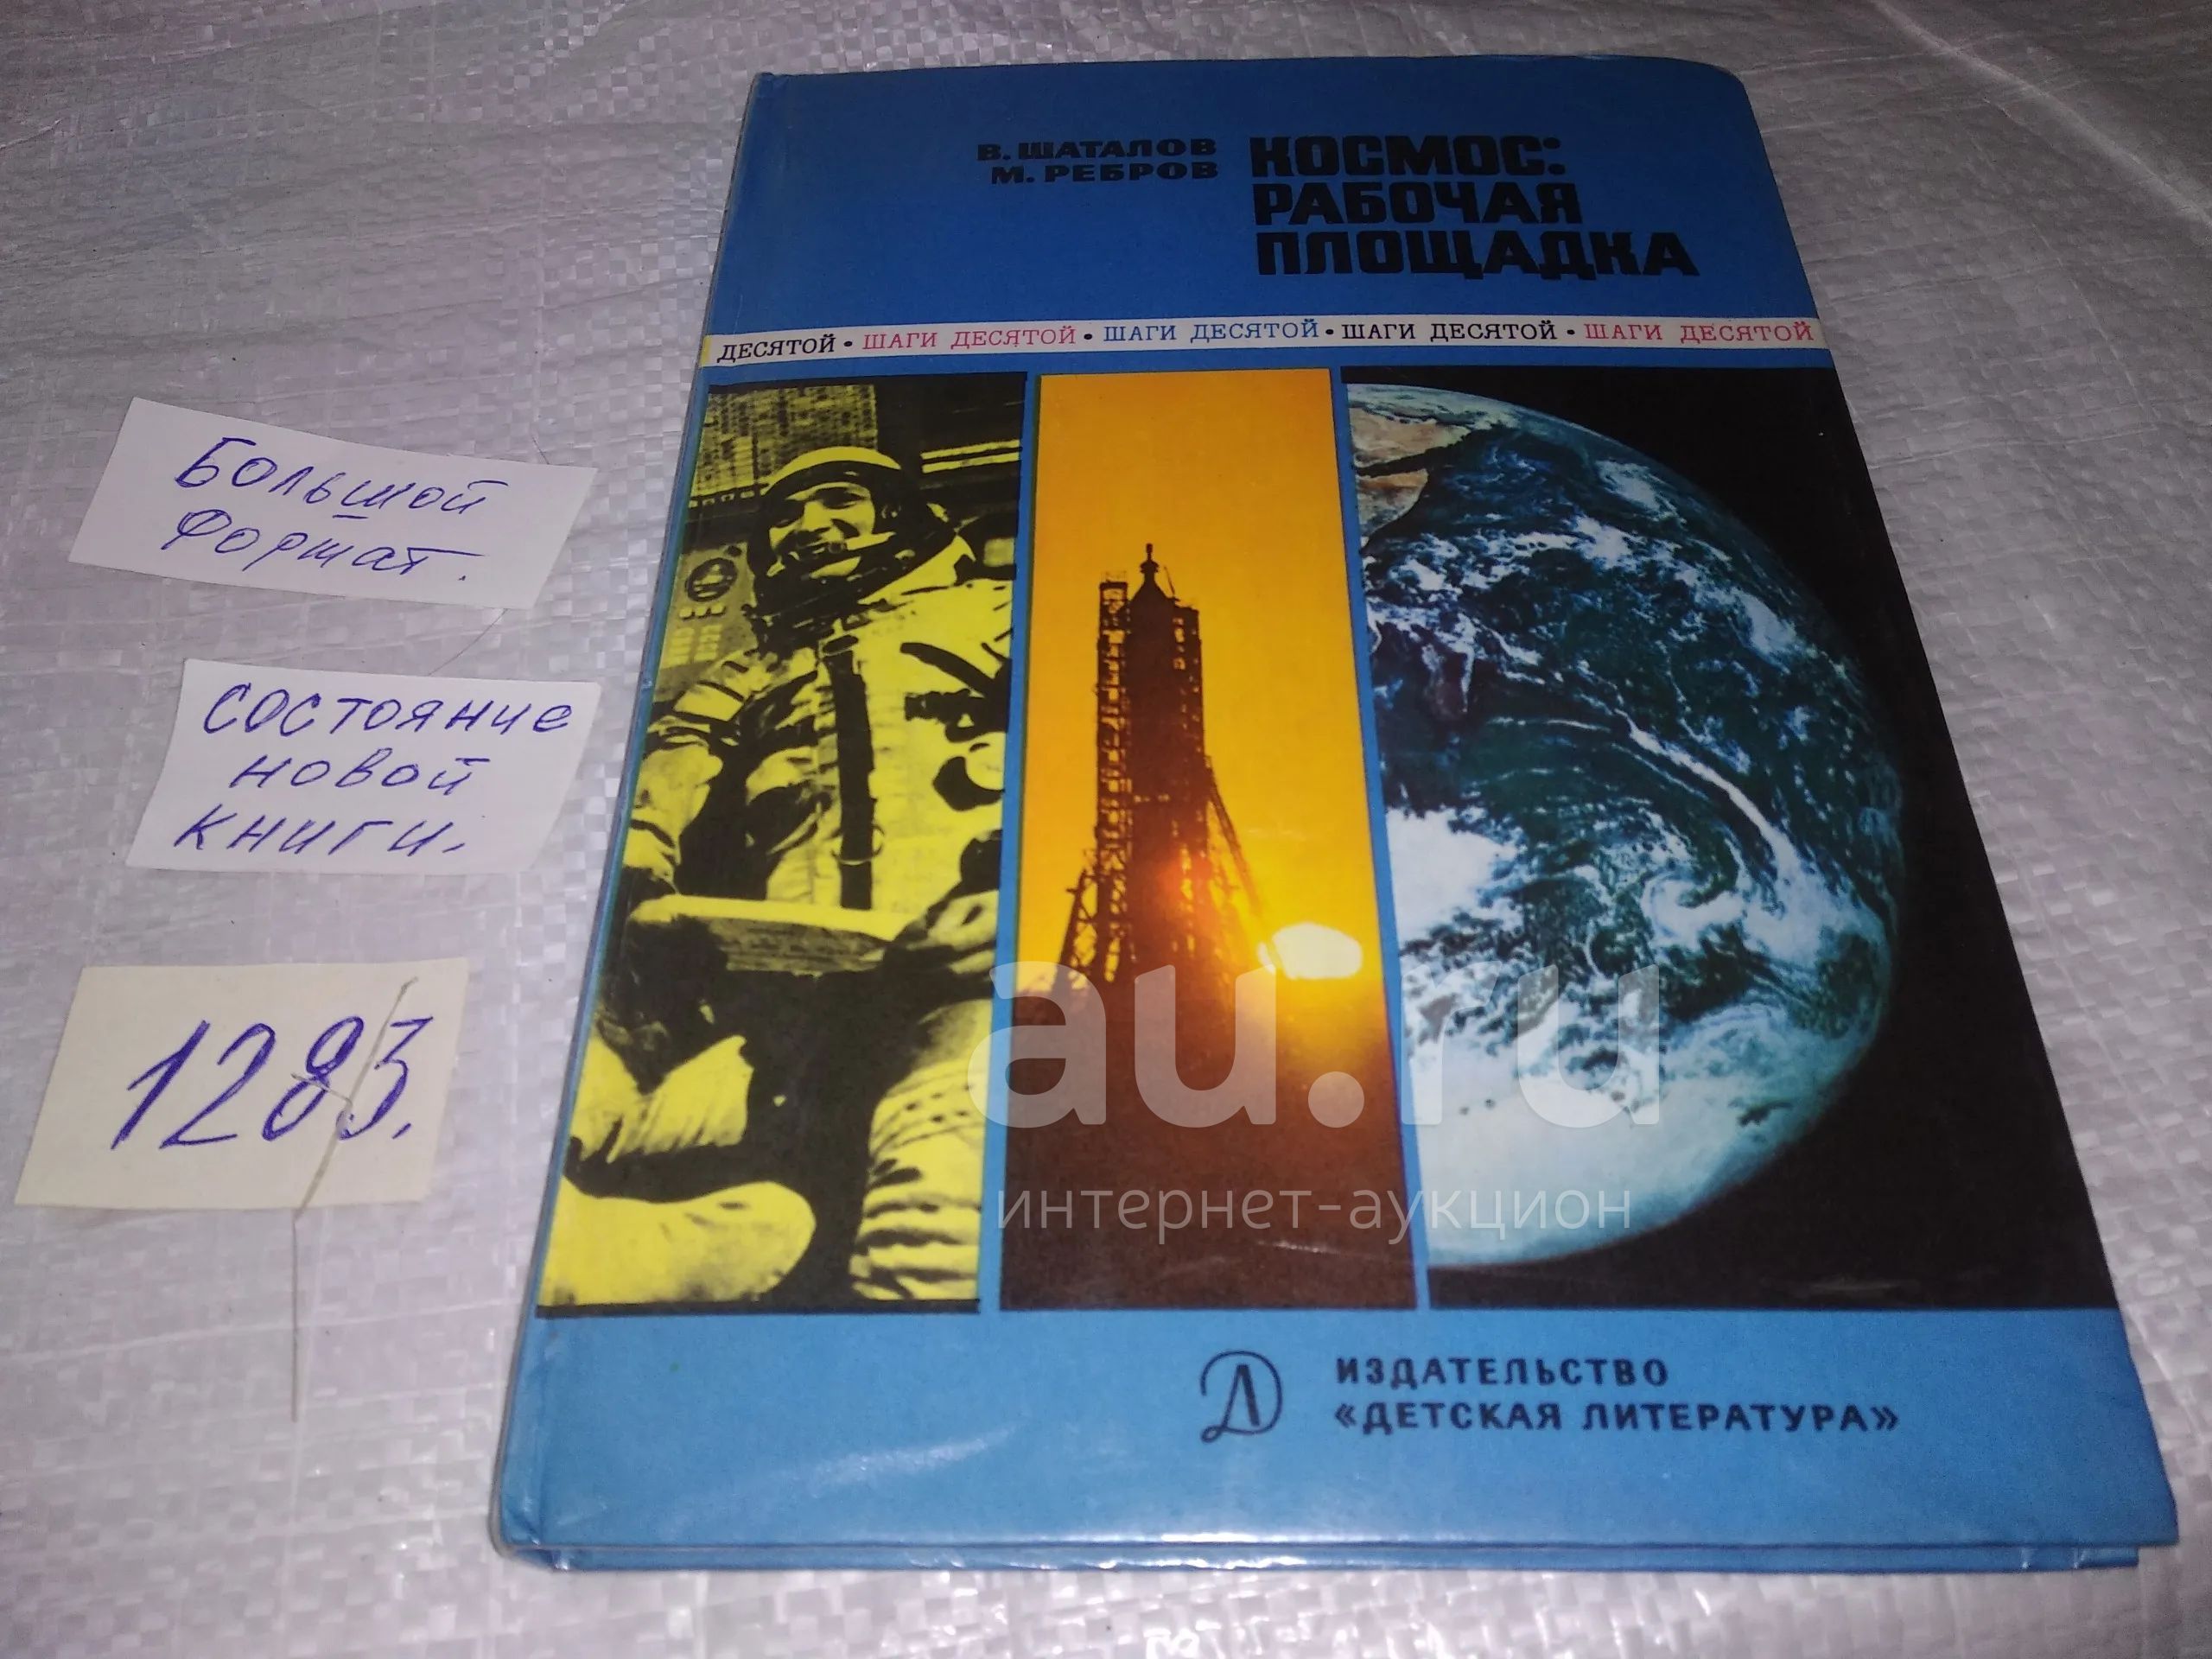 В. ШАТАЛОВ
М. РЕБРОВ
КОСМОС:
РАБОЧАЯ
ПЛОЩАДКА
ДЕСЯТОЙ • ШАГИ ДЕСЯТОЙ • ШАГИ ДЕСЯТОЙ • ШАГИ ДЕСЯТОЙ • ШАГИ ДЕСЯТОЙ
Большой
формат.
состояние
новой
книги.
1283.
au.ru
интернет-аукцион
Д
ИЗДАТЕЛЬСТВО
«ДЕТСКАЯ ЛИТЕРАТУРА»